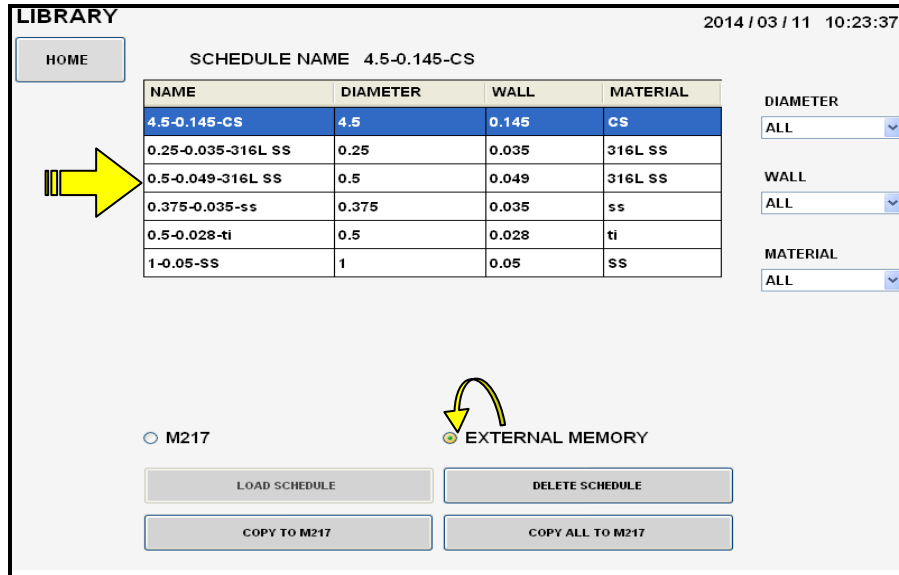 LIBRARY
2014 / 03 / 11 10:23:37
HOME
SCHEDULE NAME 4.5-0.145-CS
NAME DIAMETER WALL MATERIAL
4.5-0.145-CS 4.5 0.145 CS
0.25-0.035-316L SS 0.25 0.035 316L SS
0.5-0.049-316L SS 0.5 0.049 316L SS
0.375-0.035-ss 0.375 0.035 ss
0.5-0.028-ti 0.5 0.028 ti
1-0.05-SS 1 0.05 SS
DIAMETER
ALL
WALL
ALL
MATERIAL
ALL
M217 EXTERNAL MEMORY
LOAD SCHEDULE DELETE SCHEDULE
COPY TO M217 COPY ALL TO M217